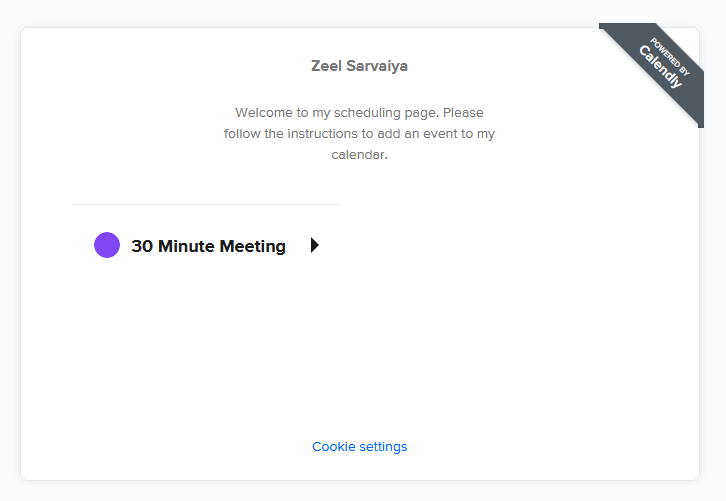 POWERED BY
Calendly
Zeel Sarvaiya
Welcome to my scheduling page. Please
follow the instructions to add an event to my
calendar.
30 Minute Meeting
Cookie settings